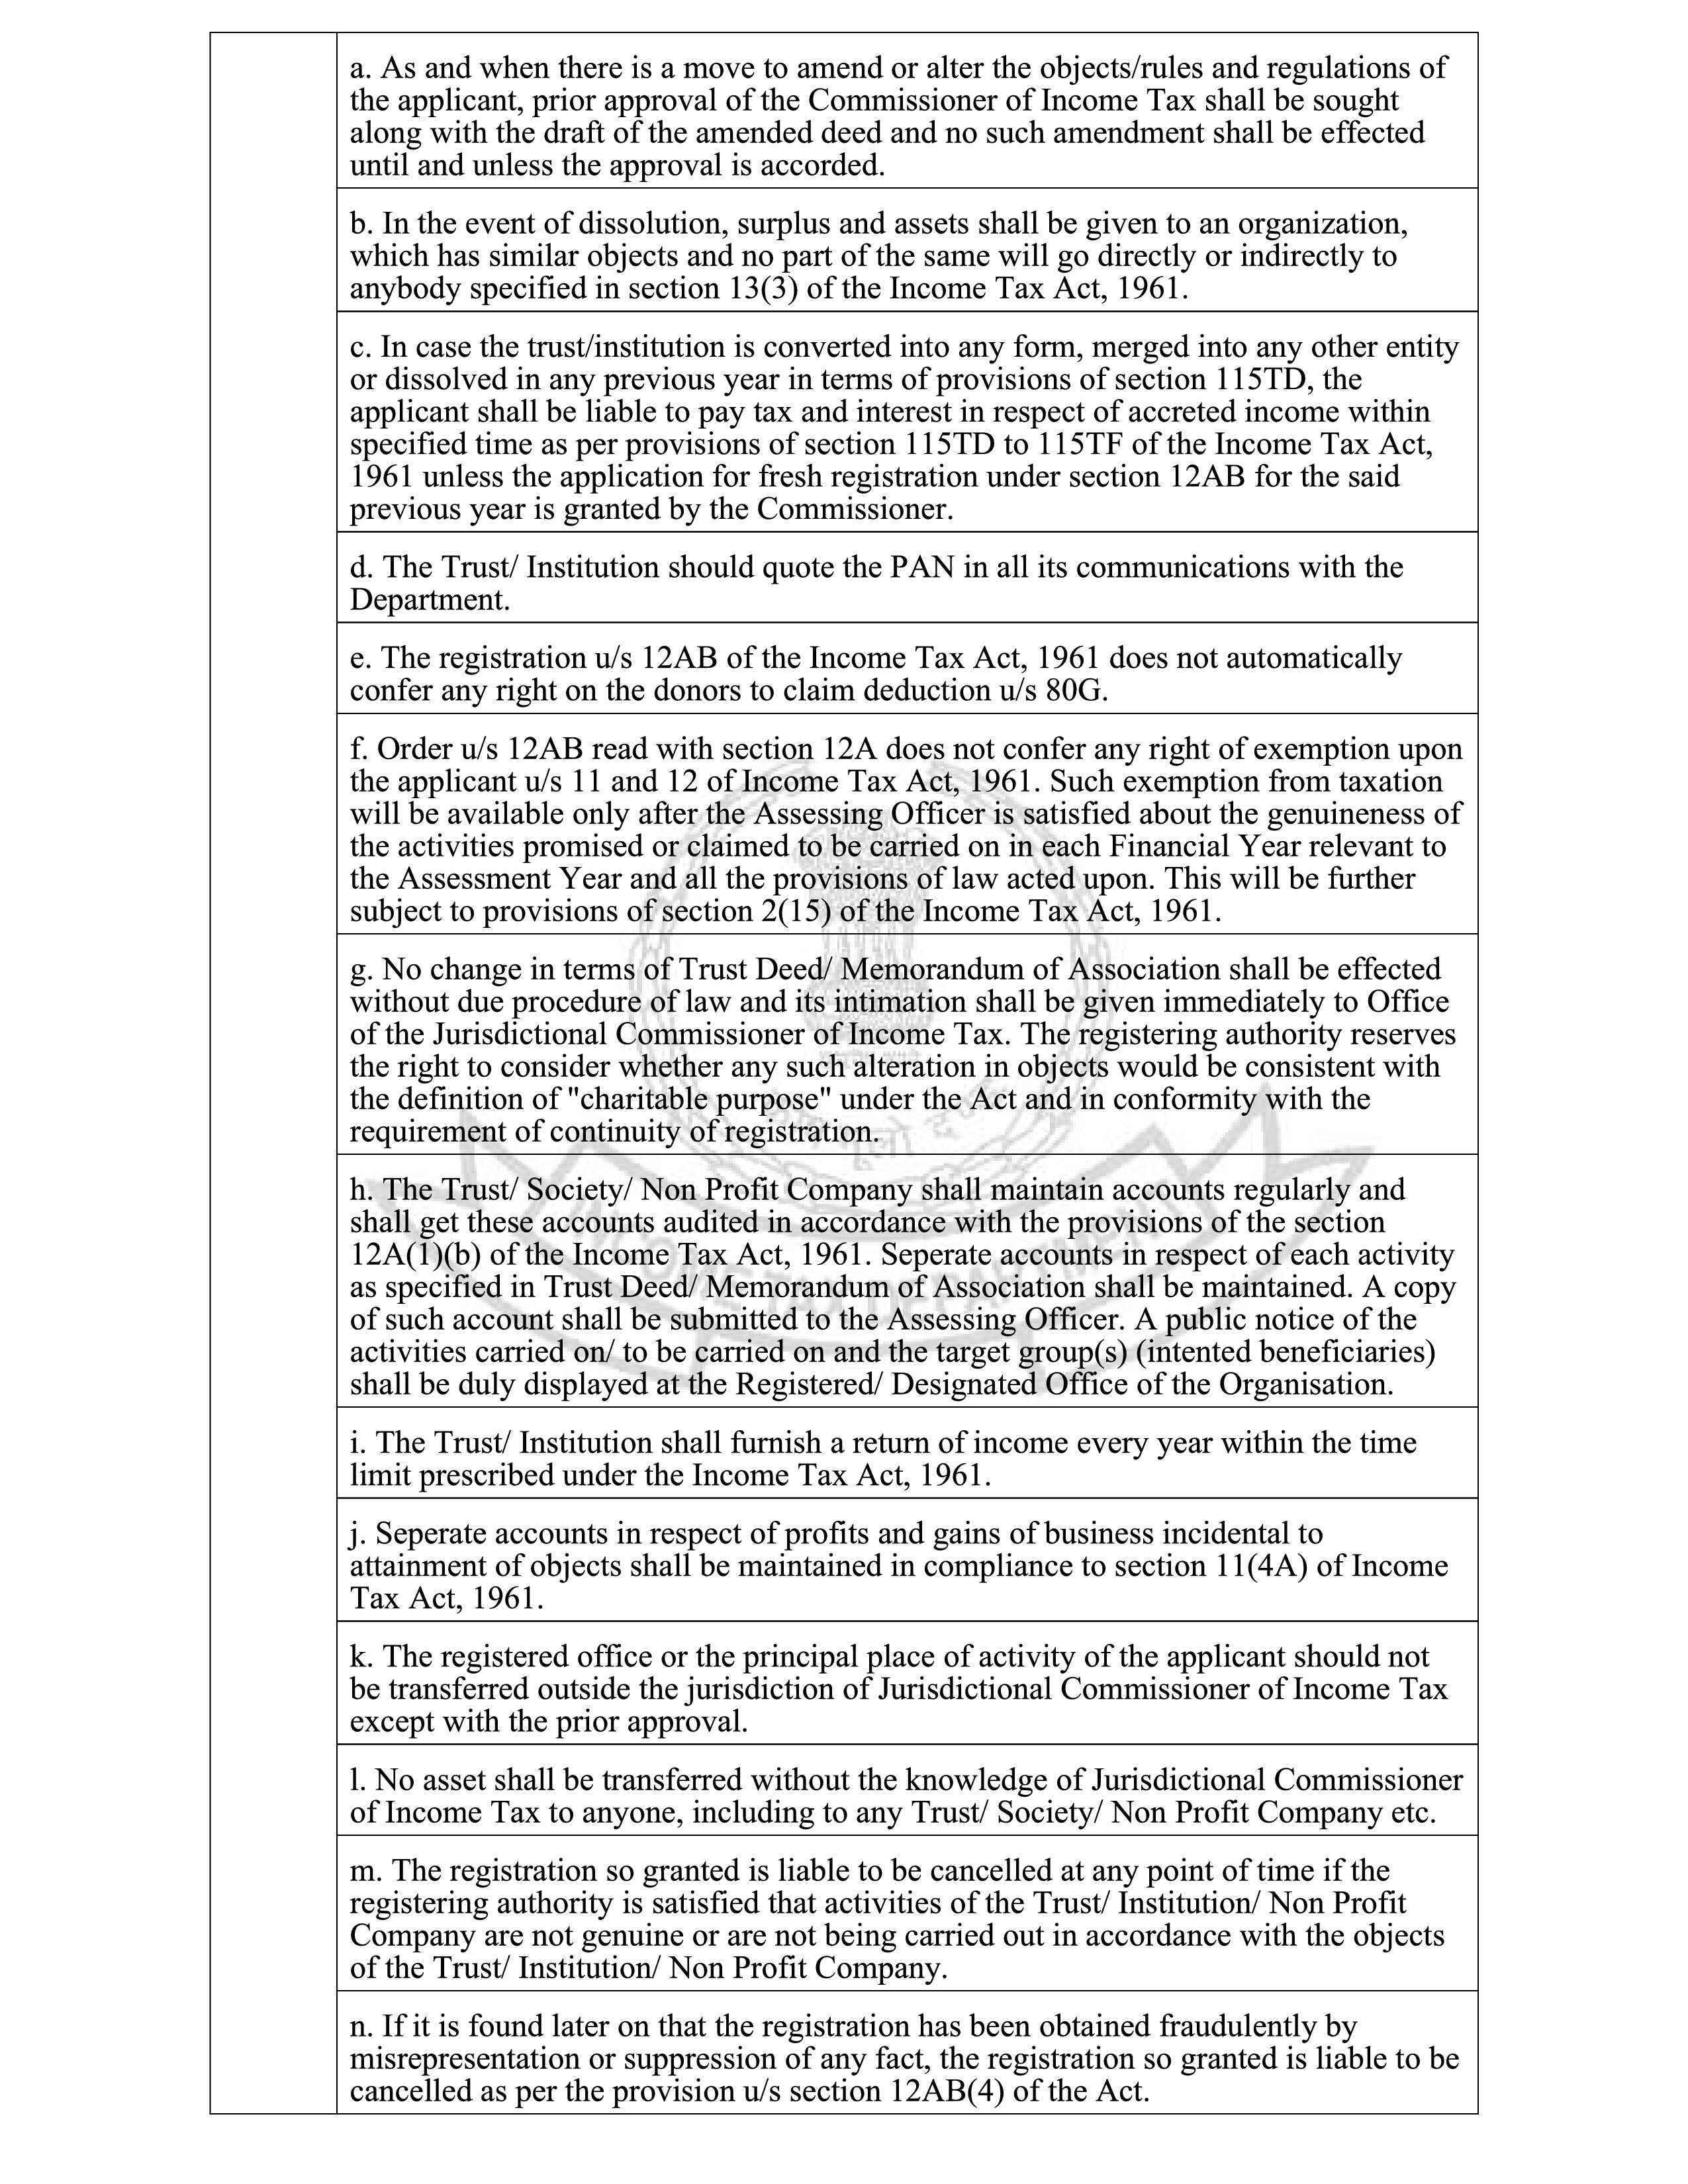 a. As and when there is a move to amend or alter the objects/rules and regulations of
the applicant, prior approval of the Commissioner of Income Tax shall be sought
along with the draft of the amended deed and no such amendment shall be effected
until and unless the approval is accorded.
b. In the event of dissolution, surplus and assets shall be given to an organization,
which has similar objects and no part of the same will go directly or indirectly to
anybody specified in section 13(3) of the Income Tax Act, 1961.
c. In case the trust/institution is converted into any form, merged into any other entity
or dissolved in any previous year in terms of provisions of section 115TD, the
applicant shall be liable to pay tax and interest in respect of accreted income within
specified time as per provisions of section 115TD to 115TF of the Income Tax Act,
1961 unless the application for fresh registration under section 12AB for the said
previous year is granted by the Commissioner.
d. The Trust/ Institution should quote the PAN in all its communications with the
Department.
e. The registration u/s 12AB of the Income Tax Act, 1961 does not automatically
confer any right on the donors to claim deduction u/s 80G.
f. Order u/s 12AB read with section 12A does not confer any right of exemption upon
the applicant u/s 11 and 12 of Income Tax Act, 1961. Such exemption from taxation
will be available only after the Assessing Officer is satisfied about the genuineness of
the activities promised or claimed to be carried on in each Financial Year relevant to
the Assessment Year and all the provisions of law acted upon. This will be further
subject to provisions of section 2(15) of the Income Tax Act, 1961.
g. No change in terms of Trust Deed/ Memorandum of Association shall be effected
without due procedure of law and its intimation shall be given immediately to Office
of the Jurisdictional Commissioner of Income Tax. The registering authority reserves
the right to consider whether any such alteration in objects would be consistent with
the definition of "charitable purpose" under the Act and in conformity with the
requirement of continuity of registration.
h. The Trust/ Society/ Non Profit Company shall maintain accounts regularly and
shall get these accounts audited in accordance with the provisions of the section
12A(1)(b) of the Income Tax Act, 1961. Seperate accounts in respect of each activity
as specified in Trust Deed/ Memorandum of Association shall be maintained. A copy
of such account shall be submitted to the Assessing Officer. A public notice of the
activities carried on/ to be carried on and the target group(s) (intented beneficiaries)
shall be duly displayed at the Registered/ Designated Office of the Organisation.
INCOME TAX DEPARTMENT
i. The Trust/ Institution shall furnish a return of income every year within the time
limit prescribed under the Income Tax Act, 1961.
j. Seperate accounts in respect of profits and gains of business incidental to
attainment of objects shall be maintained in compliance to section 11(4A) of Income
Tax Act, 1961.
k. The registered office or the principal place of activity of the applicant should not
be transferred outside the jurisdiction of Jurisdictional Commissioner of Income Tax
except with the prior approval.
l. No asset shall be transferred without the knowledge of Jurisdictional Commissioner
of Income Tax to anyone, including to any Trust/ Society/ Non Profit Company etc.
m. The registration so granted is liable to be cancelled at any point of time if the
registering authority is satisfied that activities of the Trust/ Institution/ Non Profit
Company are not genuine or are not being carried out in accordance with the objects
of the Trust/ Institution/ Non Profit Company.
n. If it is found later on that the registration has been obtained fraudulently by
misrepresentation or suppression of any fact, the registration so granted is liable to be
cancelled as per the provision u/s section 12AB(4) of the Act.